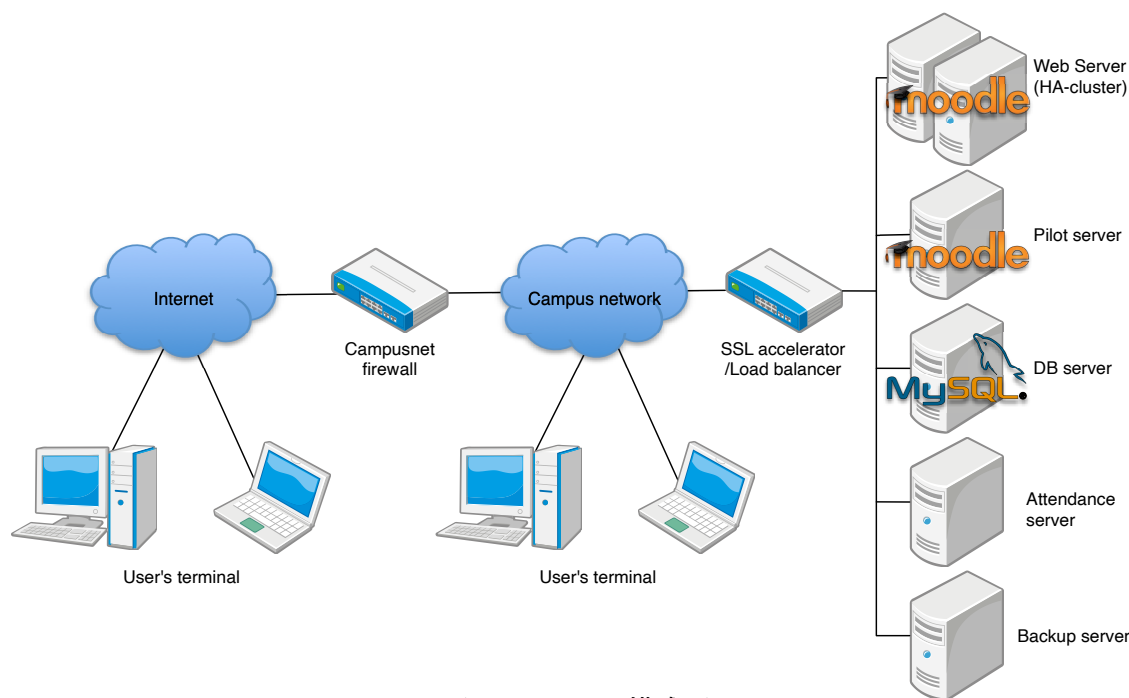 Web Server
(HA-cluster)
moodle
Pilot server
moodle
Internet
Campus network
Campusnet
firewall
SSL accelerator
/Load balancer
DB server
MySQL.
Attendance
server
User's terminal
User's terminal
Backup server